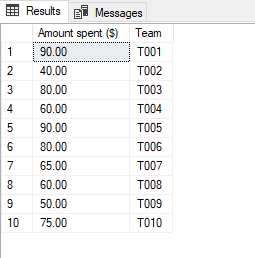 Results Messages
Amount spent ($) Team
1 90.00 T001
2 40.00 T002
3 80.00 T003
4 60.00 T004
5 90.00 T005
6 80.00 T006
7 65.00 T007
8 60.00 T008
9 50.00 T009
10 75.00 T010